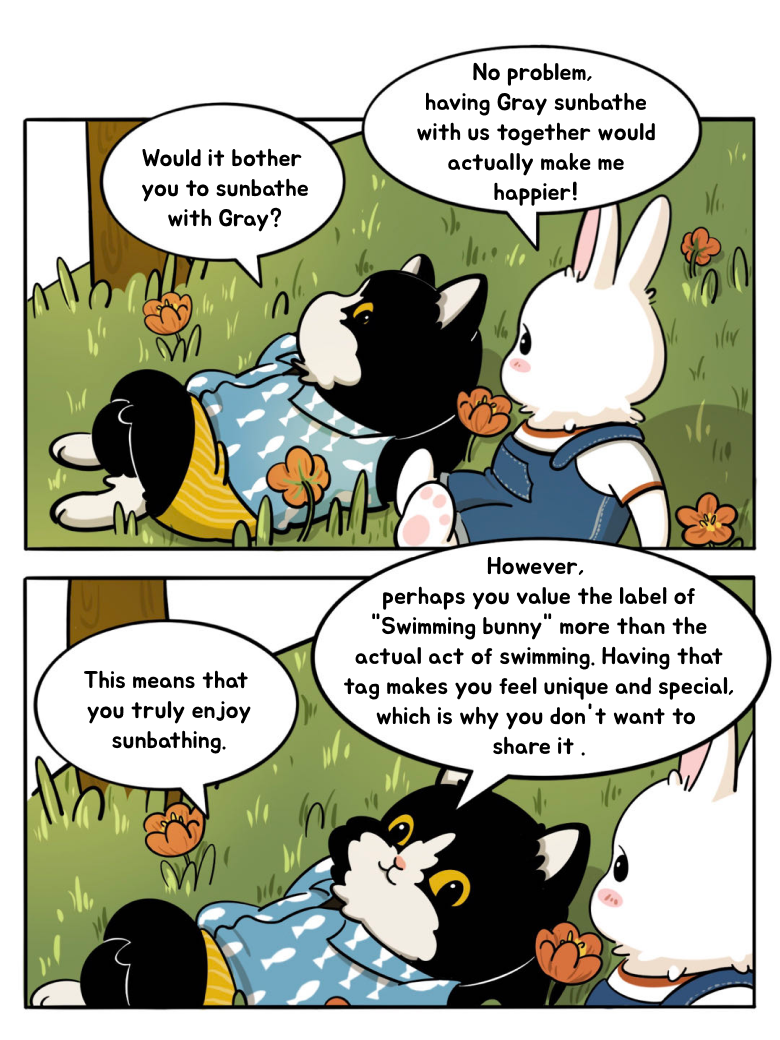 Would it bother
you to sunbathe
with Gray?
No problem,
having Gray sunbathe
with us together would
actually make me
happier!
This means that
you truly enjoy
sunbathing.
However,
perhaps you value the label of
"Swimming bunny" more than the
actual act of swimming. Having that
tag makes you feel unique and special,
which is why you don't want to
share it .